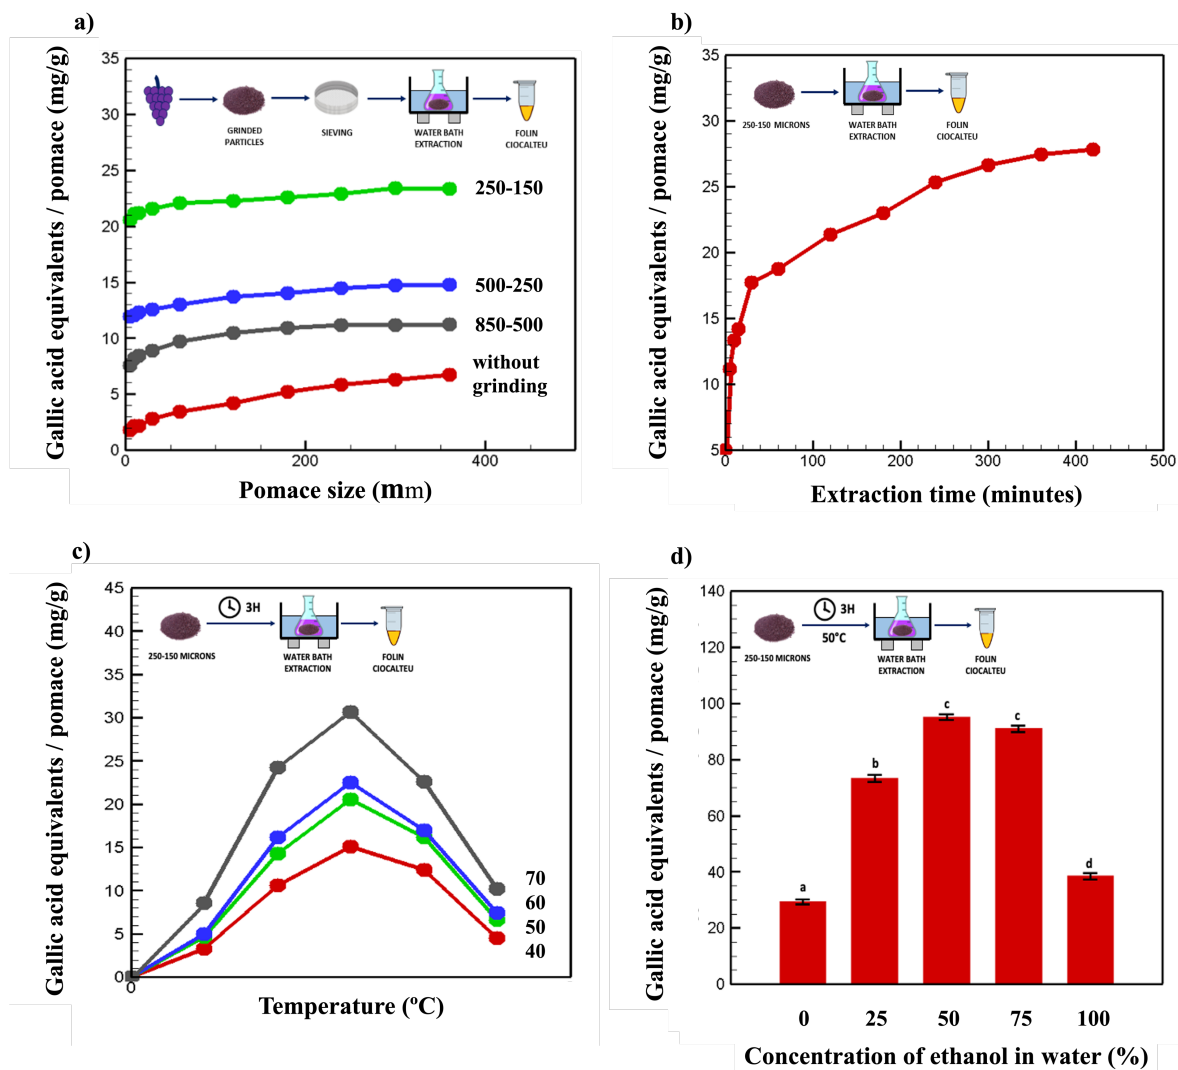 a)
Gallic acid equivalents / pomace (mg/g)
35
30
25
20
15
10
5
0
GRINDED
PARTICLES
SIEVING
WATER BATH
EXTRACTION
FOLIN
CIOCALTEU
250-150
500-250
850-500
without
grinding
0
200
400
Pomace size (mm)
b)
Gallic acid equivalents / pomace (mg/g)
35
30
25
20
15
10
5
250-150 MICRONS
WATER BATH
EXTRACTION
FOLIN
CIOCALTEU
0
100
200
300
400
500
Extraction time (minutes)
c)
Gallic acid equivalents / pomace (mg/g)
45
40
35
30
25
20
15
10
5
0
3H
250-150 MICRONS
WATER BATH
EXTRACTION
FOLIN
CIOCALTEU
70
60
50
40
0
Temperature (ºC)
d)
Gallic acid equivalents / pomace (mg/g)
140
120
100
80
60
40
20
0
3H
50°C
250-150 MICRONS
WATER BATH
EXTRACTION
FOLIN
CIOCALTEU
a
b
c
c
d
0
25
50
75
100
Concentration of ethanol in water (%)